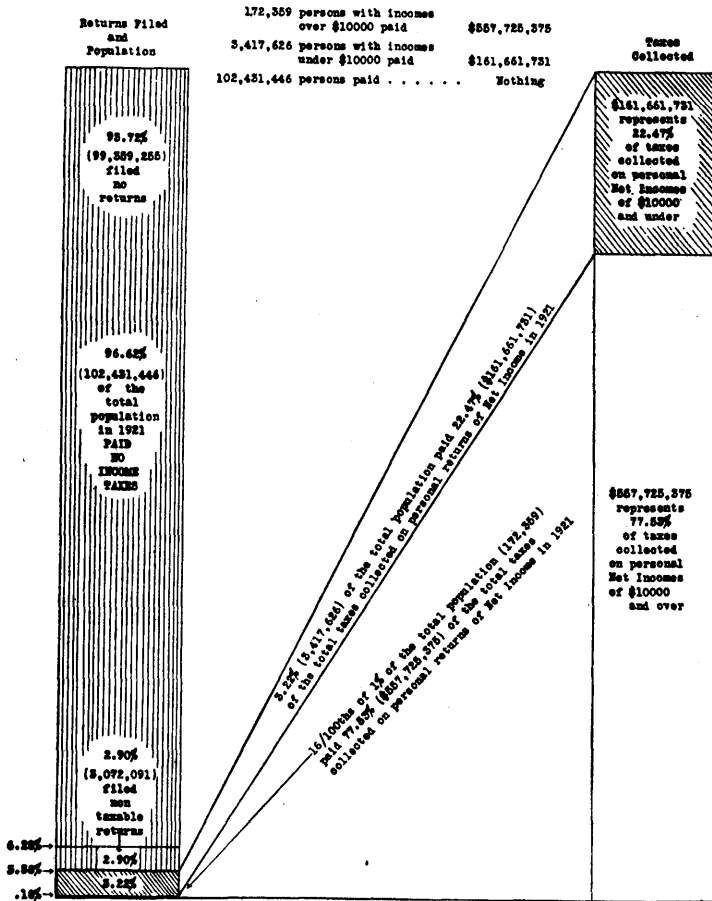 Returns Filed
and
Population
172,359 persons with incomes
over $10000 paid $557,725,375
3,417,626 persons with incomes
under $10000 paid $161,661,731
102,431,446 persons paid . . . . . . Nothing
Taxes
Collected
93.72%
(99,359,255)
filed
no
returns
96.62%
(102,431,446)
of the
total
population
in 1921
PAID
NO
INCOME
TAXES
2.90%
(3,072,091)
filed
non
taxable
returns
6.28%
2.90%
3.38%
3.22%
.16%
3.22% (3,417,626) of the total population paid 22.47% ($161,661,731)
of the total taxes collected on personal returns of Net Income in 1921
16/100ths of 1% of the total population (172,359)
paid 77.53% ($557,725,375) of the total taxes
collected on personal returns of Net Income in 1921
$161,661,731
represents
22.47%
of taxes
collected
on personal
Net Incomes
of $10000
and under
$557,725,375
represents
77.53%
of taxes
collected
on personal
Net Incomes
of $10000
and over